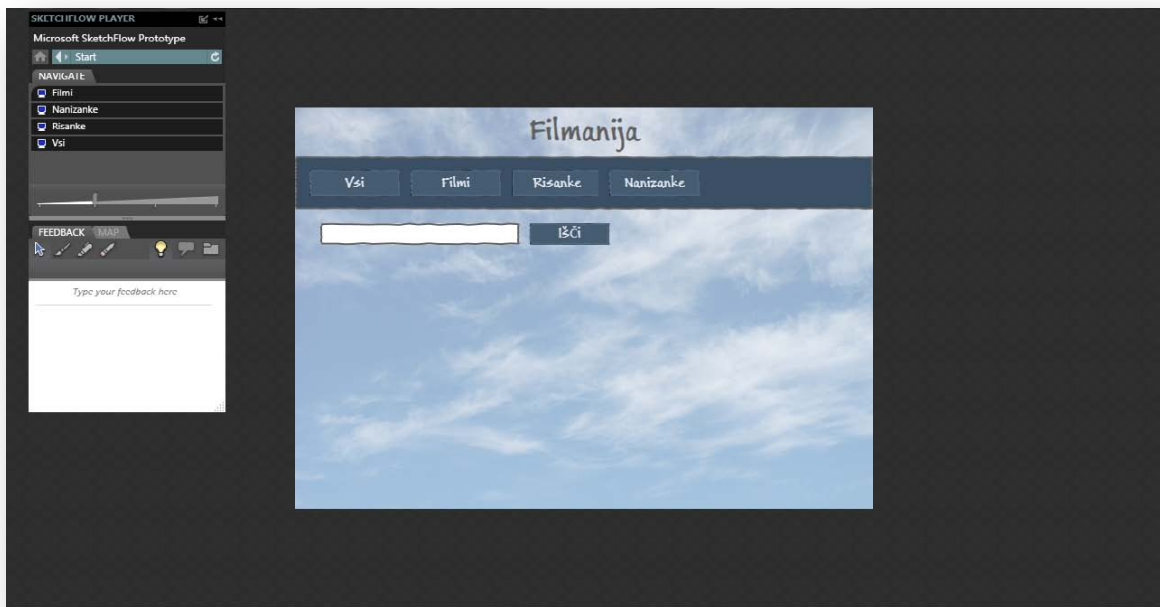 SKETCHFLOW PLAYER
Microsoft SketchFlow Prototype
Start
NAVIGATE
Filmi
Nanizanke
Risanke
Vsi
FEEDBACK MAP
Type your feedback here
Filmanija
Vsi Filmi Risanke Nanizanke
Išči